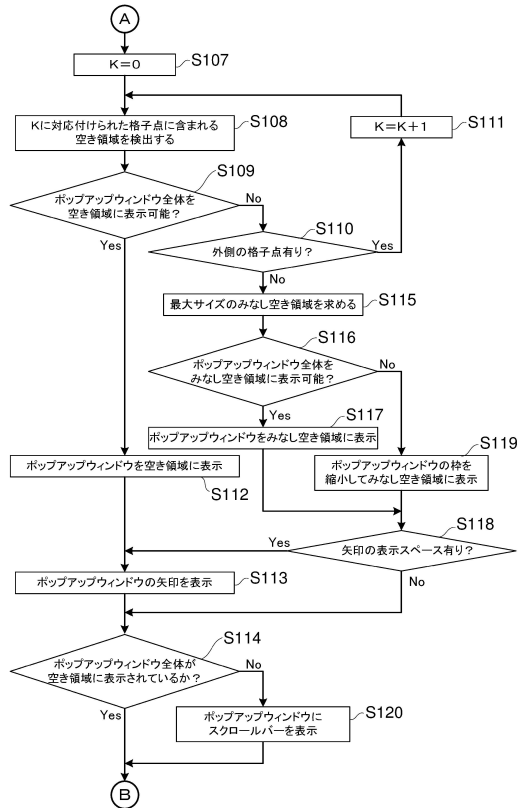 A
K=0
S107
Kに対応付けられた格子点に含まれる
空き領域を検出する
S108
K=K+1
S111
S109
ポップアップウィンドウ全体を
空き領域に表示可能?
No
Yes
S110
外側の格子点有り?
Yes
No
最大サイズのみなし空き領域を求める
S115
S116
ポップアップウィンドウ全体を
みなし空き領域に表示可能?
No
Yes
S117
ポップアップウィンドウをみなし空き領域に表示
ポップアップウィンドウを空き領域に表示
S112
S119
ポップアップウィンドウの枠を
縮小してみなし空き領域に表示
S118
矢印の表示スペース有り?
Yes
No
ポップアップウィンドウの矢印を表示
S113
S114
ポップアップウィンドウ全体が
空き領域に表示されているか?
No
Yes
ポップアップウィンドウに
スクロールバーを表示
S120
B